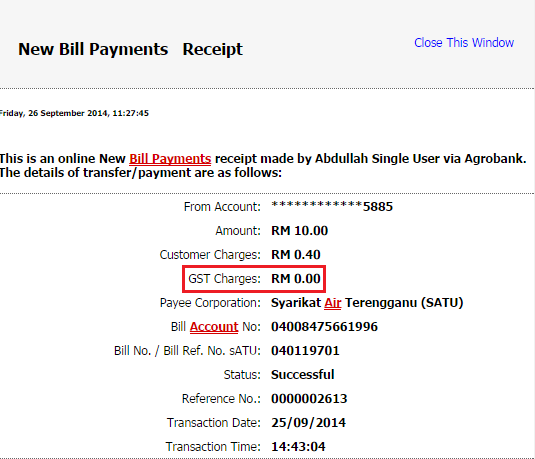 New Bill Payments Receipt
Close This Window
Friday, 26 September 2014, 11:27:45
This is an online New Bill Payments receipt made by Abdullah Single User via Agrobank.
The details of transfer/payment are as follows:
From Account: ************5885
Amount: RM 10.00
Customer Charges: RM 0.40
GST Charges: RM 0.00
Payee Corporation: Syarikat Air Terengganu (SATU)
Bill Account No: 04008475661996
Bill No. / Bill Ref. No. sATU: 040119701
Status: Successful
Reference No.: 0000002613
Transaction Date: 25/09/2014
Transaction Time: 14:43:04